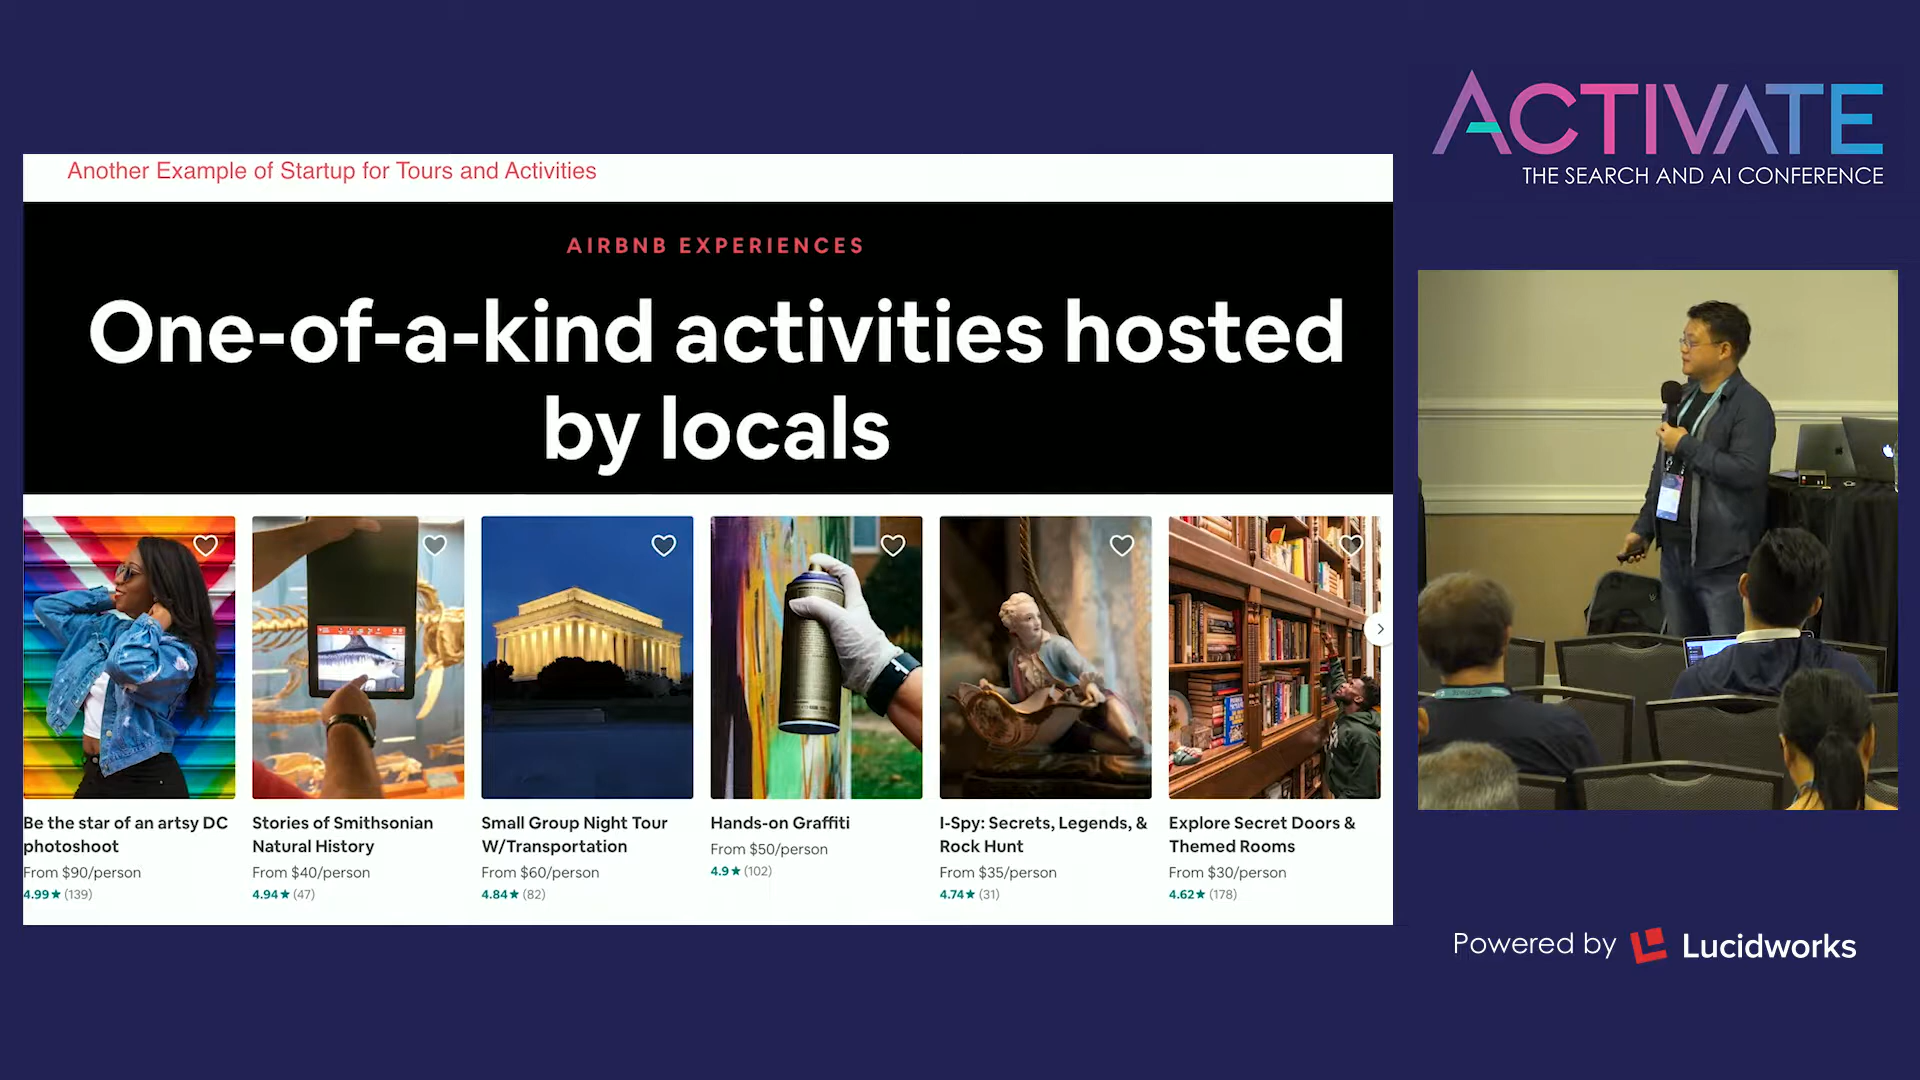 Another Example of Startup for Tours and Activities
AIRBNB EXPERIENCES
One-of-a-kind activities hosted
by locals
Be the star of an artsy DC
photoshoot
From $90/person
4.99★ (139)
Stories of Smithsonian
Natural History
From $40/person
4.94★ (47)
Small Group Night Tour
W/Transportation
From $60/person
4.84★ (82)
Hands-on Graffiti
From $50/person
4.9★ (102)
I-Spy: Secrets, Legends, &
Rock Hunt
From $35/person
4.74★ (31)
Explore Secret Doors &
Themed Rooms
From $30/person
4.62★ (178)
ACTIVATE
THE SEARCH AND AI CONFERENCE
Powered by Lucidworks